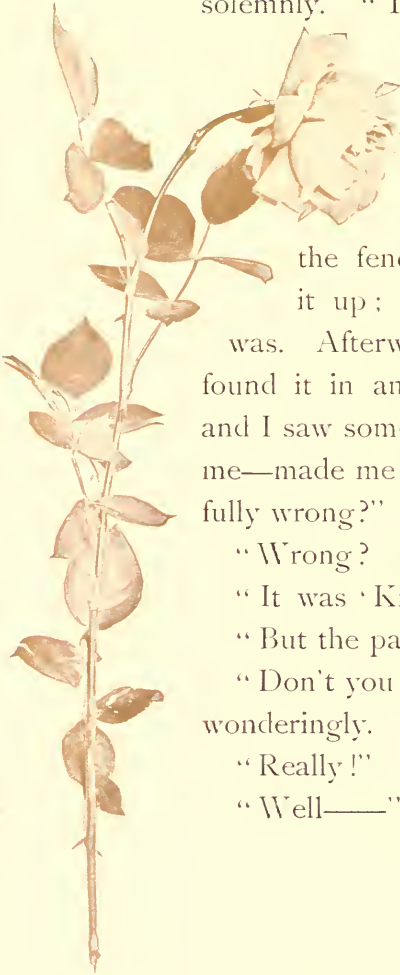 solemnly. “ I
the fenc
it up ;
was. Afterw
found it in an
and I saw som
me—made me
fully wrong?”
“ Wrong ?
“ It was ‘ K
“ But the pa
“ Don’t you
wonderingly.
“ Really !”
“ Well——”